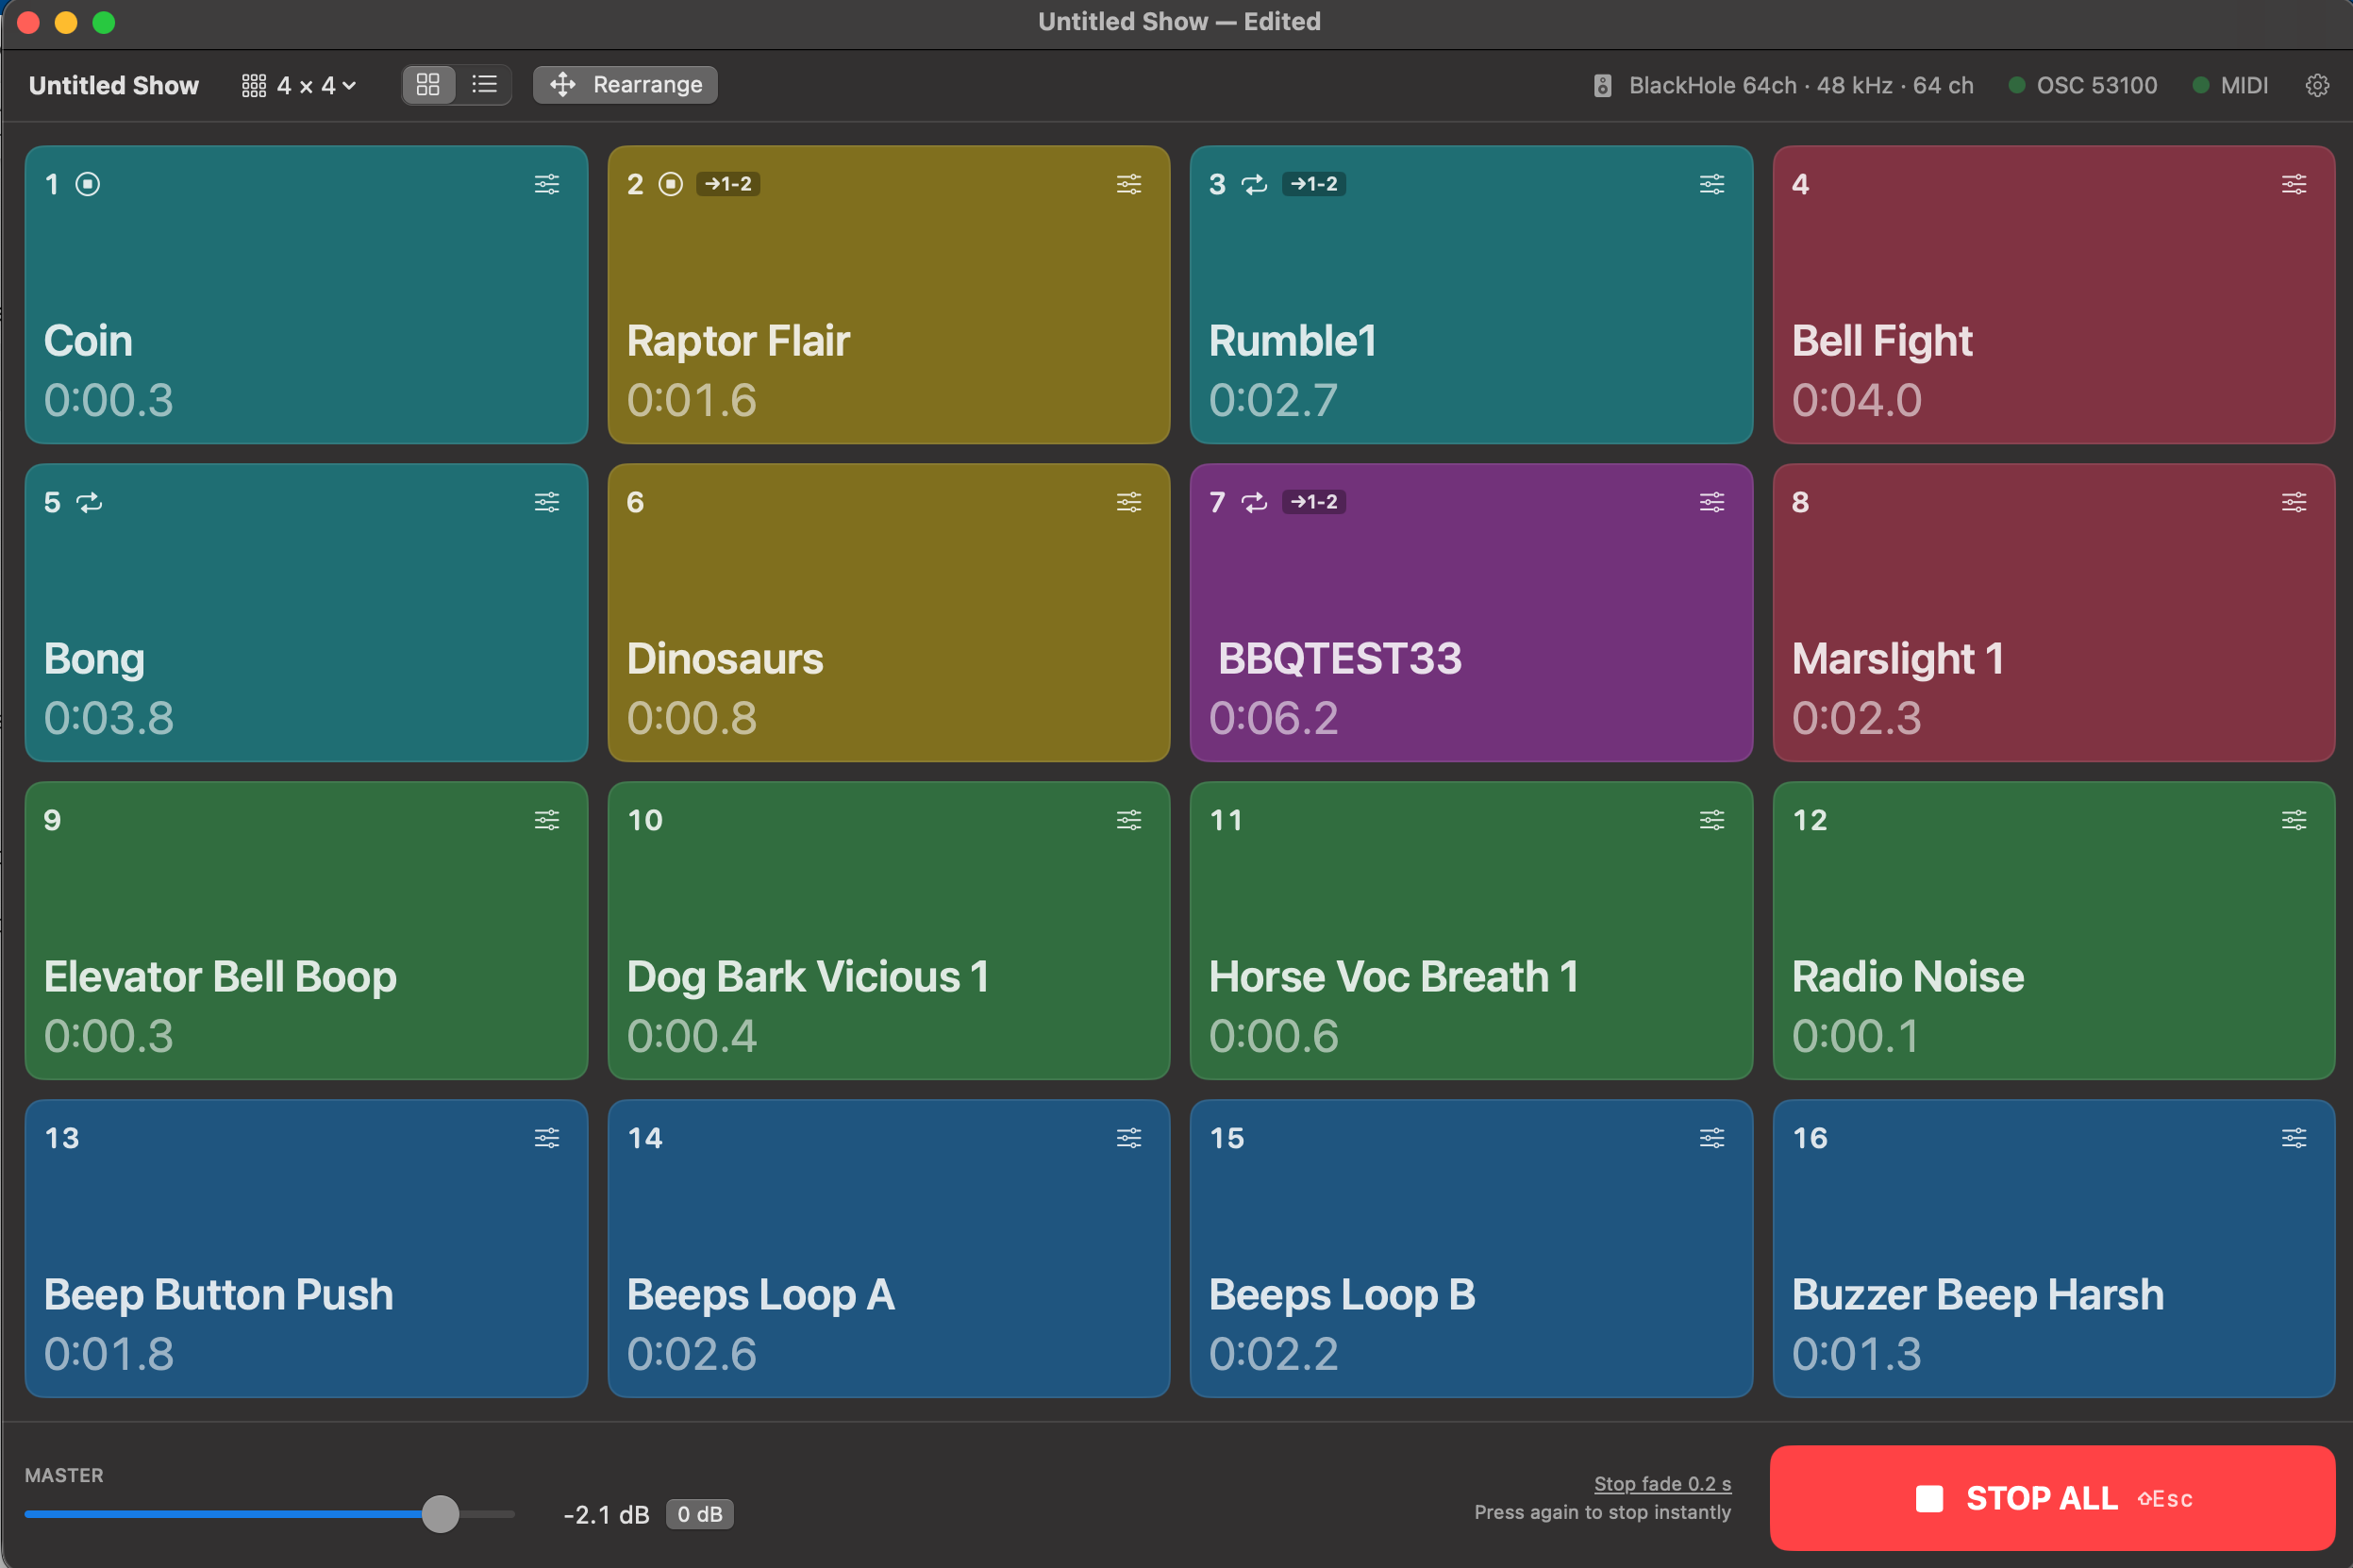 Untitled Show — Edited
Untitled Show 4 × 4 Rearrange BlackHole 64ch · 48 kHz · 64 ch OSC 53100 MIDI
1
Coin
0:00.3
2 →1-2
Raptor Flair
0:01.6
3 →1-2
Rumble1
0:02.7
4
Bell Fight
0:04.0
5
Bong
0:03.8
6
Dinosaurs
0:00.8
7 →1-2
BBQTEST33
0:06.2
8
Marslight 1
0:02.3
9
Elevator Bell Boop
0:00.3
10
Dog Bark Vicious 1
0:00.4
11
Horse Voc Breath 1
0:00.6
12
Radio Noise
0:00.1
13
Beep Button Push
0:01.8
14
Beeps Loop A
0:02.6
15
Beeps Loop B
0:02.2
16
Buzzer Beep Harsh
0:01.3
MASTER
-2.1 dB 0 dB
Stop fade 0.2 s
Press again to stop instantly
STOP ALL ⇧Esc